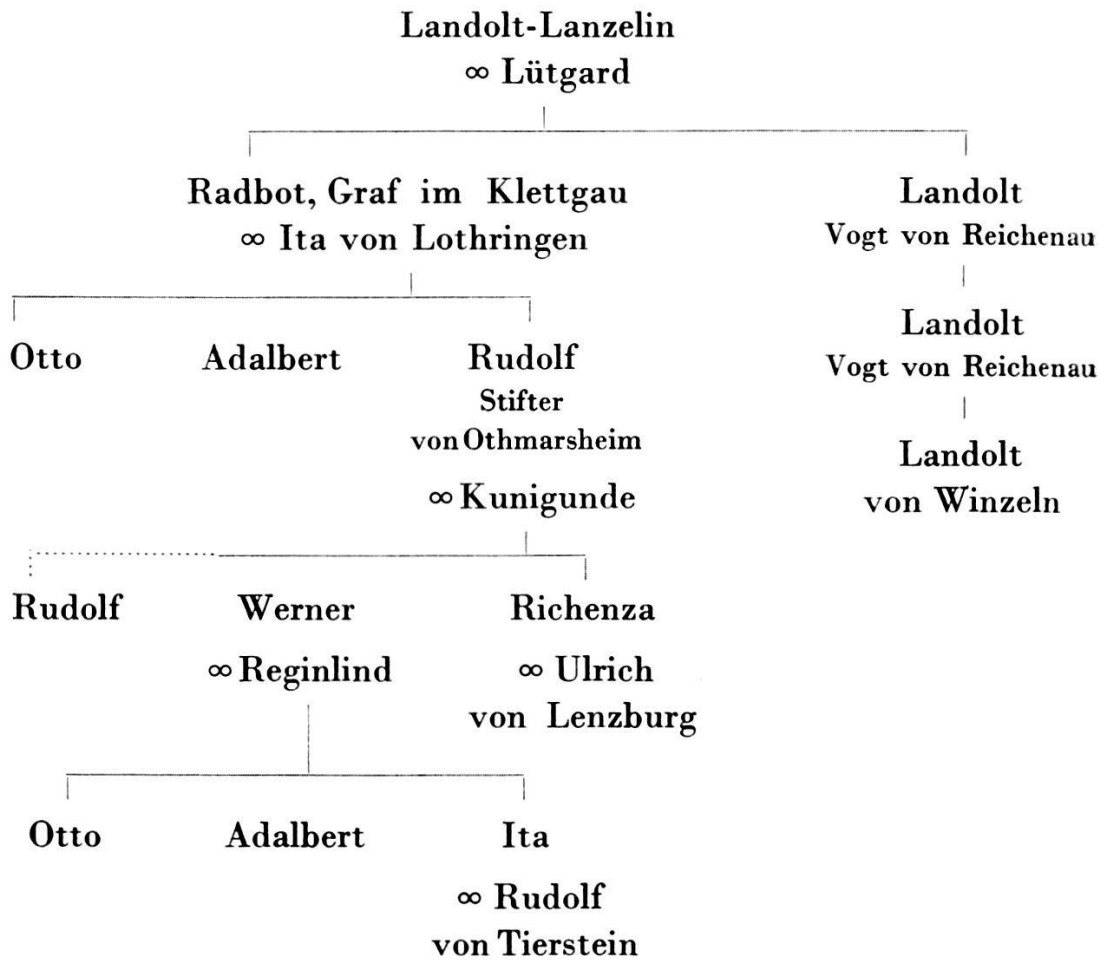 Landolt-Lanzelin
∞ Lütgard
Radbot, Graf im Klettgau
∞ Ita von Lothringen
Landolt
Vogt von Reichenau
Otto
Adalbert
Rudolf
Stifter
von Othmarsheim
∞ Kunigunde
Landolt
Vogt von Reichenau
Landolt
von Winzeln
Rudolf
Werner
∞ Reginlind
Richenza
∞ Ulrich
von Lenzburg
Otto
Adalbert
Ita
∞ Rudolf
von Tierstein